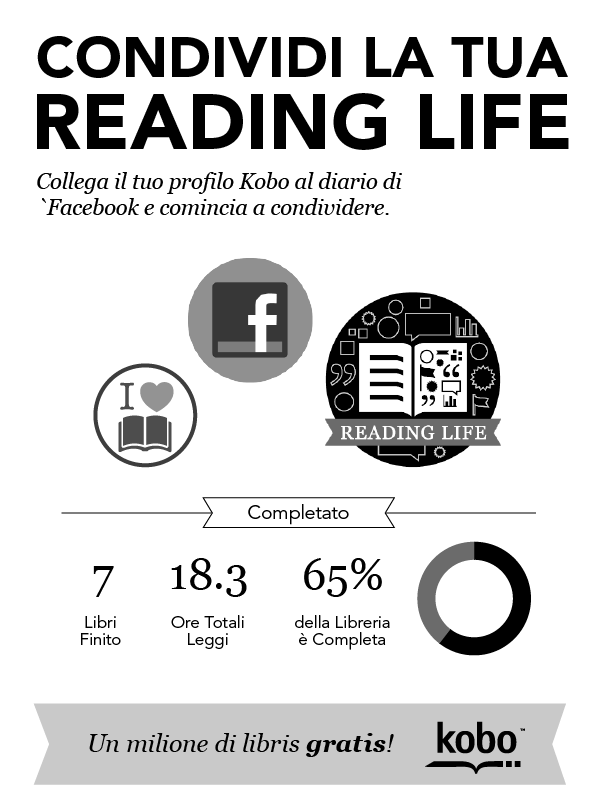 CONDIVIDI LA TUA
READING LIFE
Collega il tuo profilo Kobo al diario di
`Facebook e comincia a condividere.
f
I
READING LIFE
Completato
7
Libri
Finito
18.3
Ore Totali
Leggi
65%
della Libreria
è Completa
Un milione di libris gratis!
kobo™